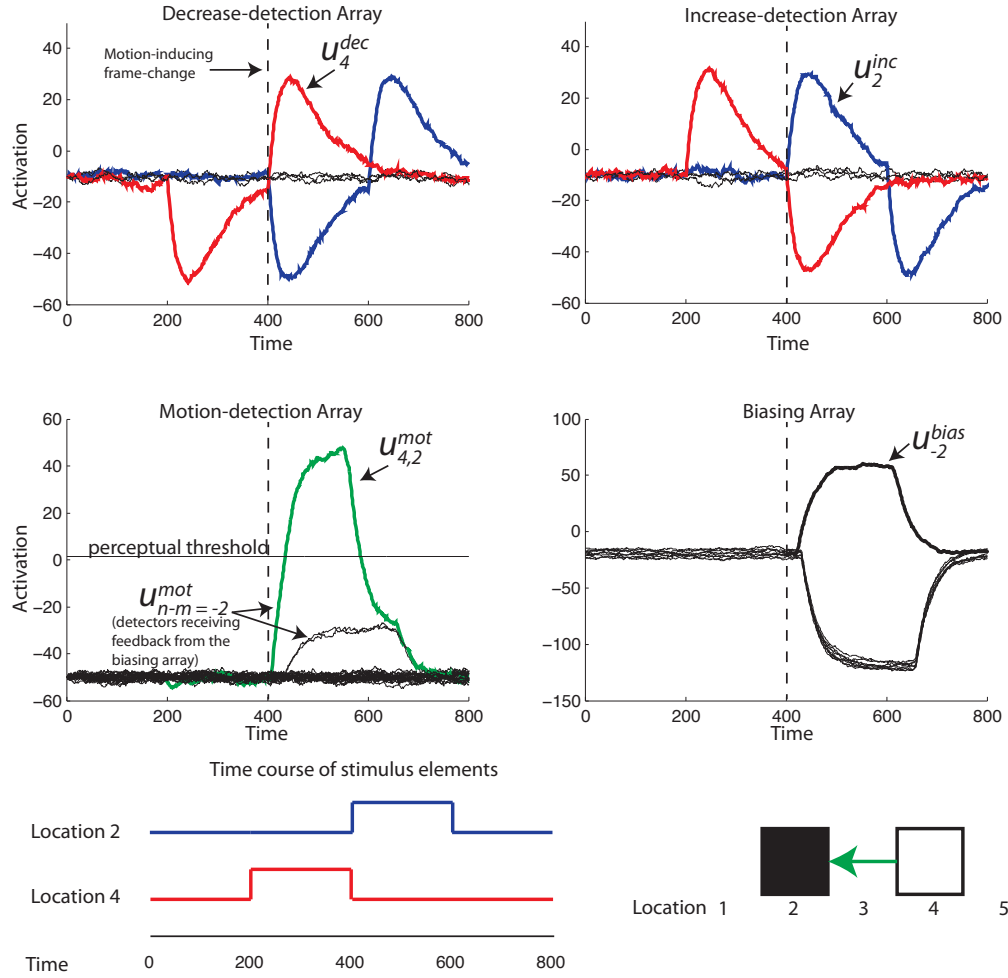 Decrease-detection Array
Increase-detection Array
Motion-inducing
frame-change
u_4^dec
u_2^inc
Activation
40
20
0
−20
−40
−60
0 200 400 600 800
Time
40
20
0
−20
−40
−60
0 200 400 600 800
Time
Motion-detection Array
Biasing Array
Activation
60
40
20
0
−20
−40
−60
u_4,2^mot
perceptual threshold
u_n-m = -2^mot
(detectors receiving
feedback from the
biasing array)
0 200 400 600 800
Time
100
50
0
−50
−100
−150
u_-2^bias
0 200 400 600 800
Time
Time course of stimulus elements
Location 2
Location 4
Time 0 200 400 600 800
Location 1 2 3 4 5